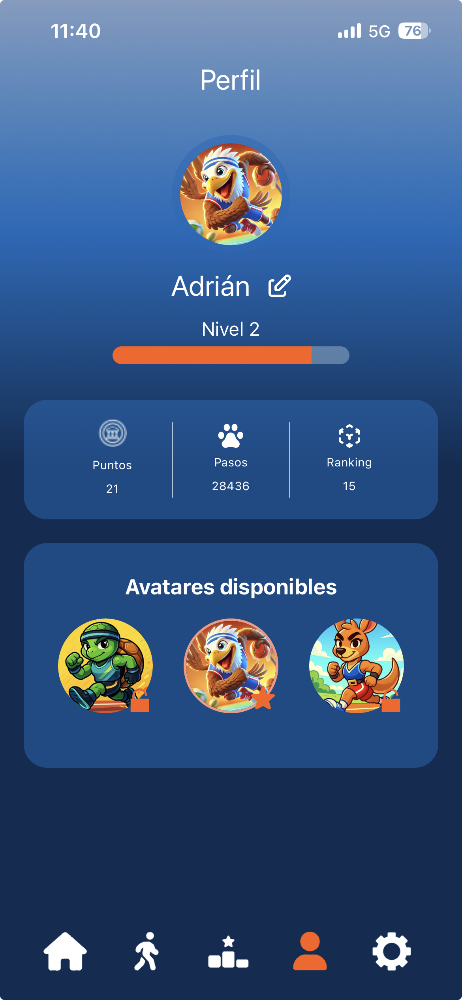 11:40 5G 76
Perfil
Adrián
Nivel 2
Puntos Pasos Ranking
21 28436 15
Avatares disponibles